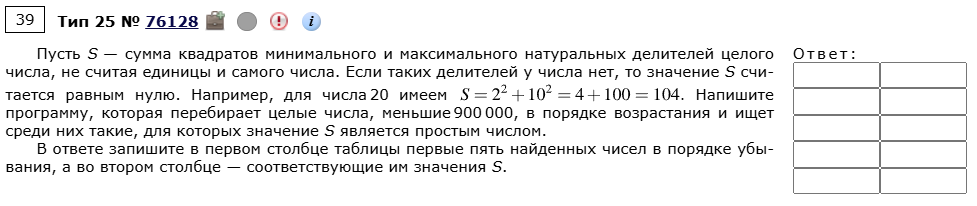 39 Тип 25 № 76128 i
Пусть S — сумма квадратов минимального и максимального натуральных делителей целого
числа, не считая единицы и самого числа. Если таких делителей у числа нет, то значение S счи-
тается равным нулю. Например, для числа 20 имеем S = 2² + 10² = 4 + 100 = 104. Напишите
программу, которая перебирает целые числа, меньшие 900 000, в порядке возрастания и ищет
среди них такие, для которых значение S является простым числом.
В ответе запишите в первом столбце таблицы первые пять найденных чисел в порядке убы-
вания, а во втором столбце — соответствующие им значения S.
Ответ: